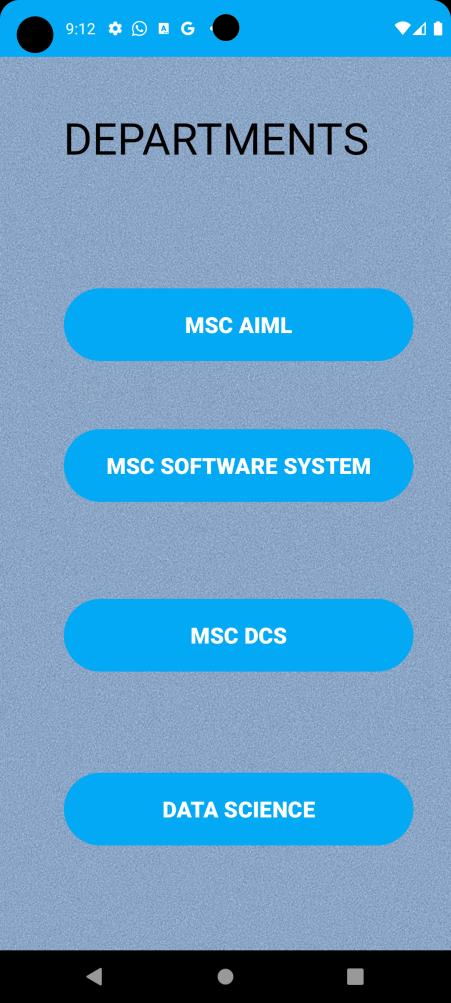 9:12
DEPARTMENTS
MSC AIML
MSC SOFTWARE SYSTEM
MSC DCS
DATA SCIENCE